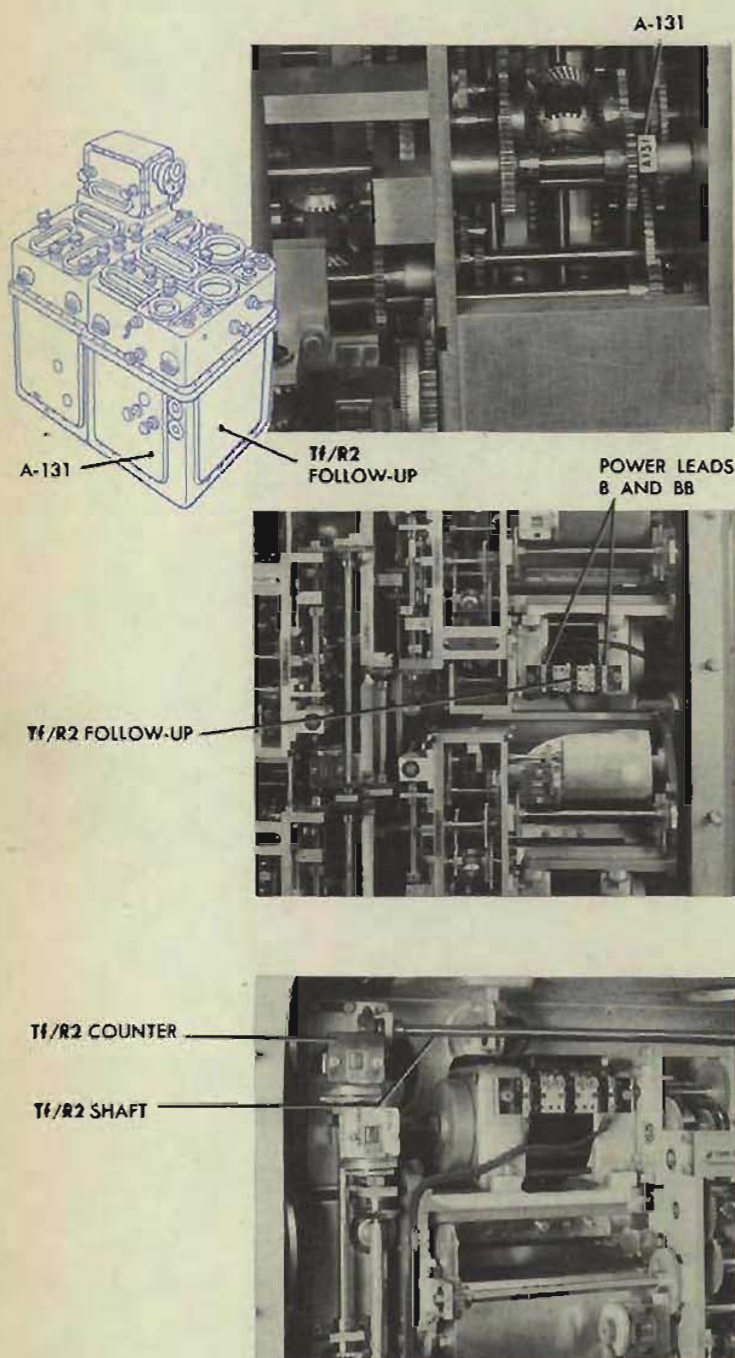 A-131
A131
A-131
Tf/R2
FOLLOW-UP
POWER LEADS
B AND BB
Tf/R2 FOLLOW-UP
Tf/R2 COUNTER
Tf/R2 SHAFT